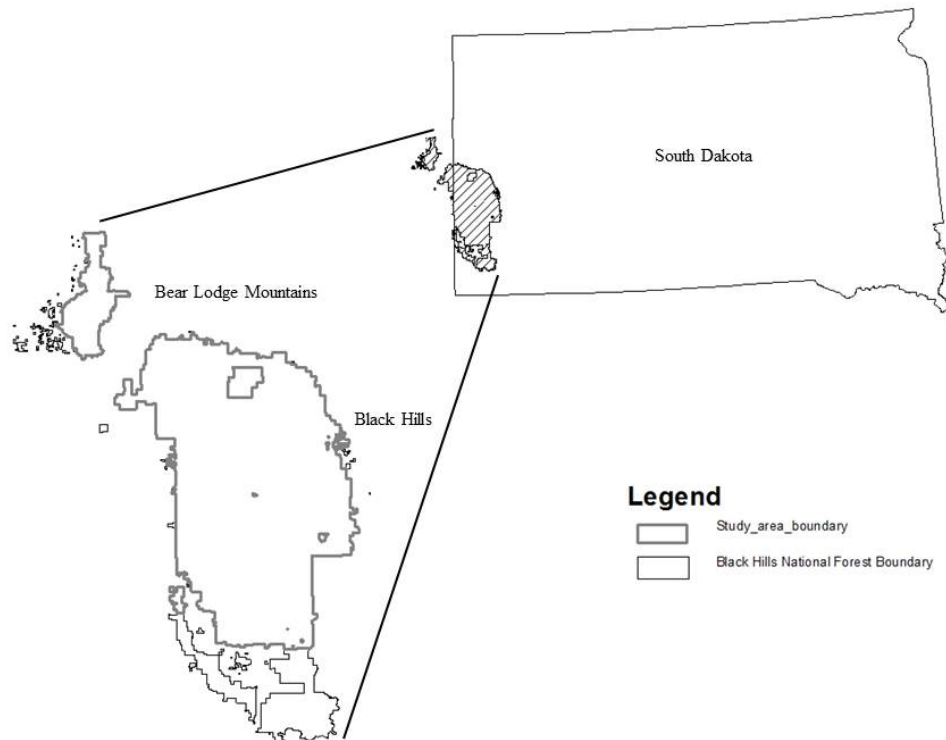 South Dakota
Bear Lodge Mountains
Black Hills
Legend
Study_area_boundary
Black Hills National Forest Boundary